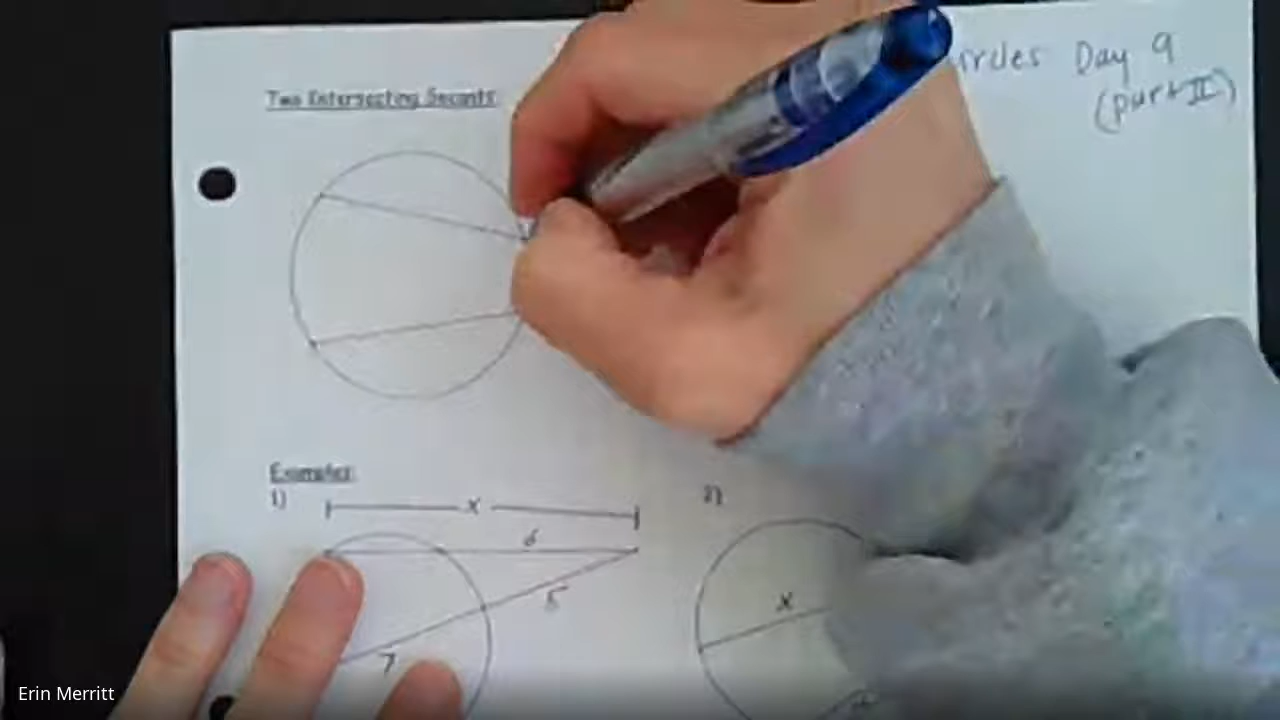 ircles Day 9
(part II)
Two Intersecting Secants
Examples:
1)
x
6
5
7
2)
x
Erin Merritt